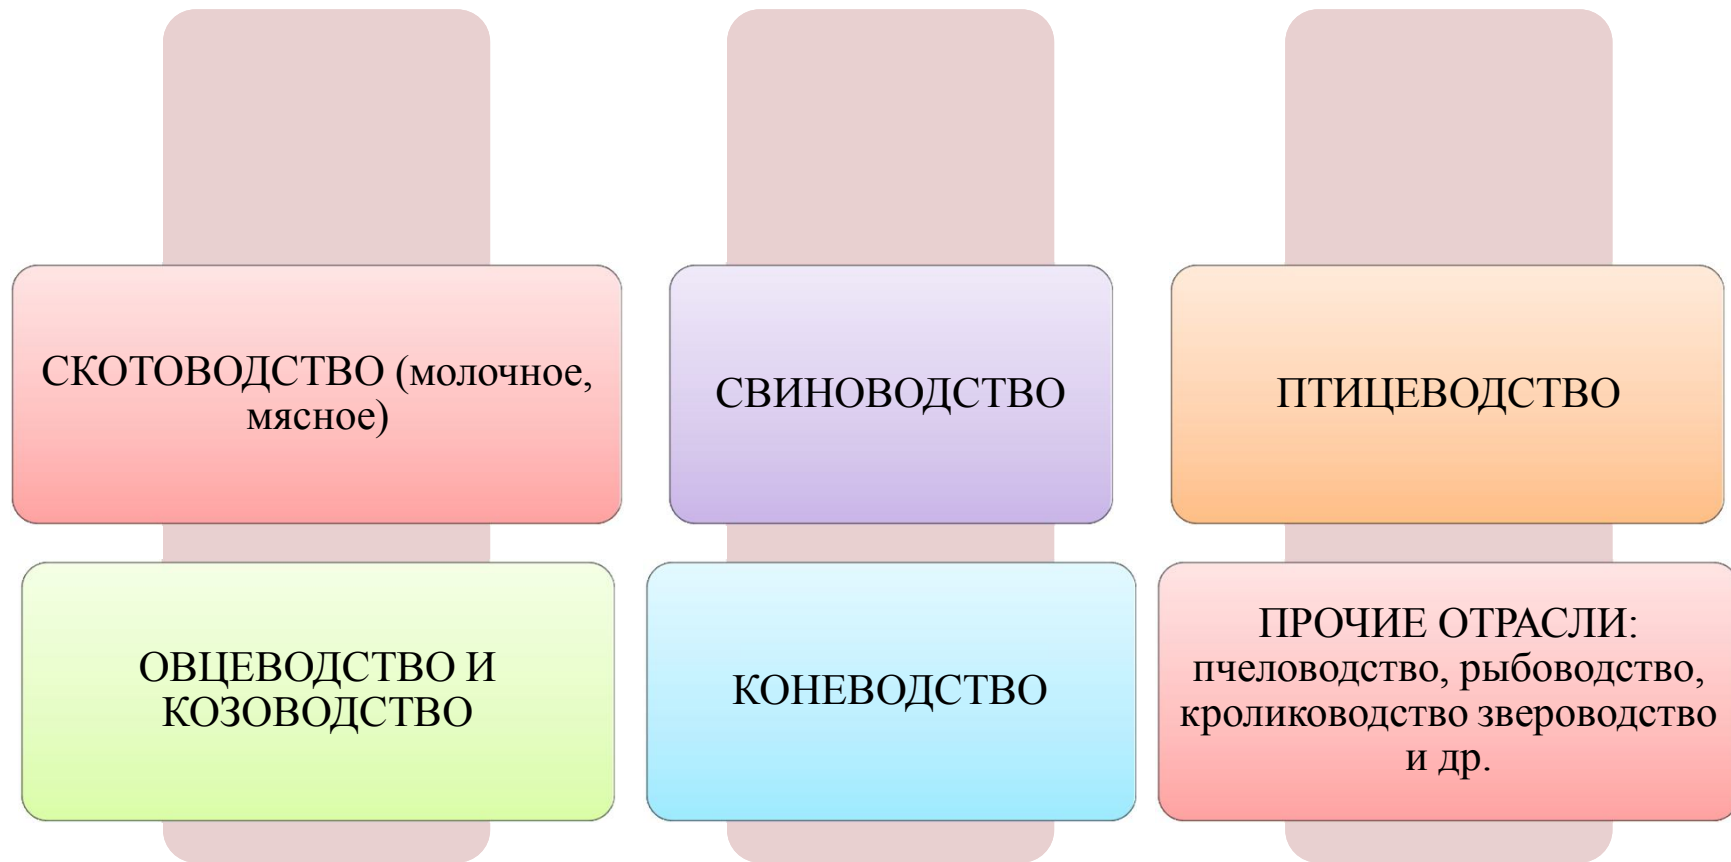 СКОТОВОДСТВО (молочное,
мясное)
СВИНОВОДСТВО
ПТИЦЕВОДСТВО
ОВЦЕВОДСТВО И
КОЗОВОДСТВО
КОНЕВОДСТВО
ПРОЧИЕ ОТРАСЛИ:
пчеловодство, рыбоводство,
кролиководство звероводство
и др.